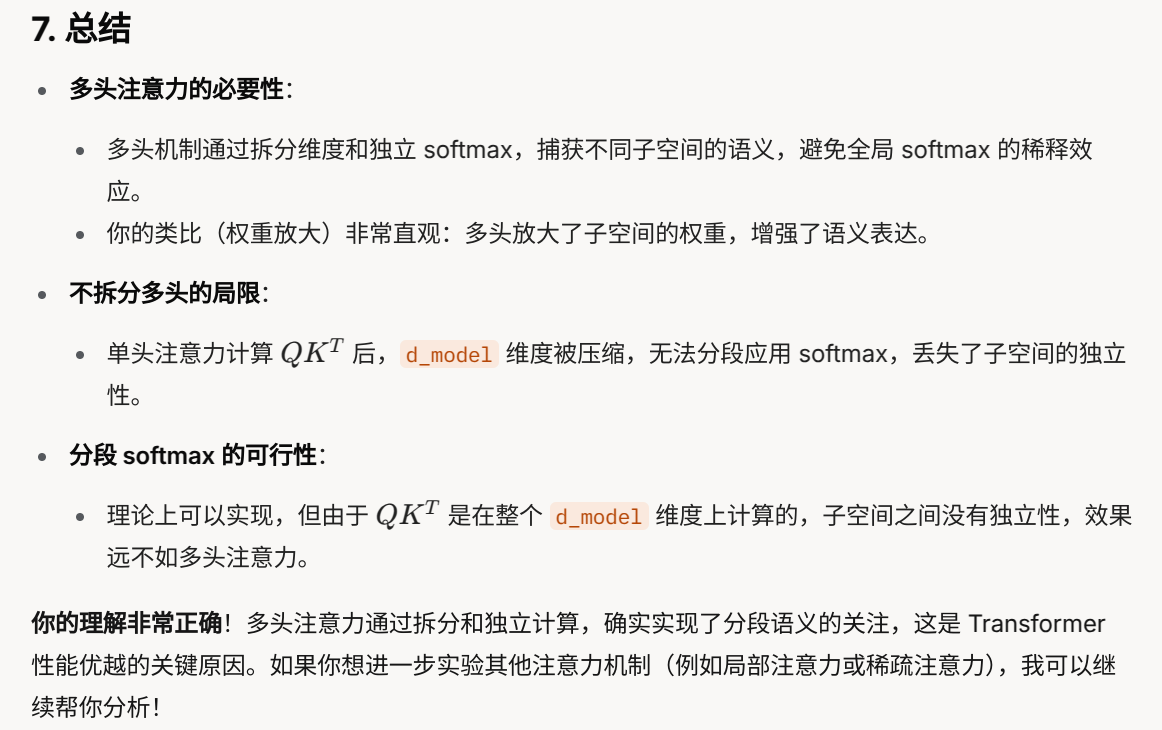 7. 总结
多头注意力的必要性：
多头机制通过拆分维度和独立 softmax，捕获不同子空间的语义，避免全局 softmax 的稀释效
应。
你的类比（权重放大）非常直观：多头放大了子空间的权重，增强了语义表达。
不拆分多头的局限：
单头注意力计算 QK^T 后，d_model 维度被压缩，无法分段应用 softmax，丢失了子空间的独立
性。
分段 softmax 的可行性：
理论上可以实现，但由于 QK^T 是在整个 d_model 维度上计算的，子空间之间没有独立性，效果
远不如多头注意力。
你的理解非常正确！多头注意力通过拆分和独立计算，确实实现了分段语义的关注，这是 Transformer
性能优越的关键原因。如果你想进一步实验其他注意力机制（例如局部注意力或稀疏注意力），我可以继
续帮你分析！